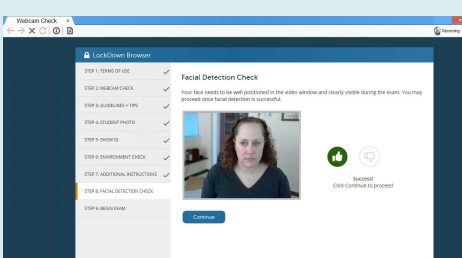 Webcam Check ×
Recording
LockDown Browser
STEP 1: TERMS OF USE
STEP 2: WEBCAM CHECK
STEP 3: GUIDELINES + TIPS
STEP 4: STUDENT PHOTO
STEP 5: SHOW ID
STEP 6: ENVIRONMENT CHECK
STEP 7: ADDITIONAL INSTRUCTIONS
STEP 8: FACIAL DETECTION CHECK
STEP 9: BEGIN EXAM
Facial Detection Check
Your face needs to be well positioned in the video window and clearly visible during the exam. You may
proceed once facial detection is successful.
Success!
Click Continue to proceed
Continue